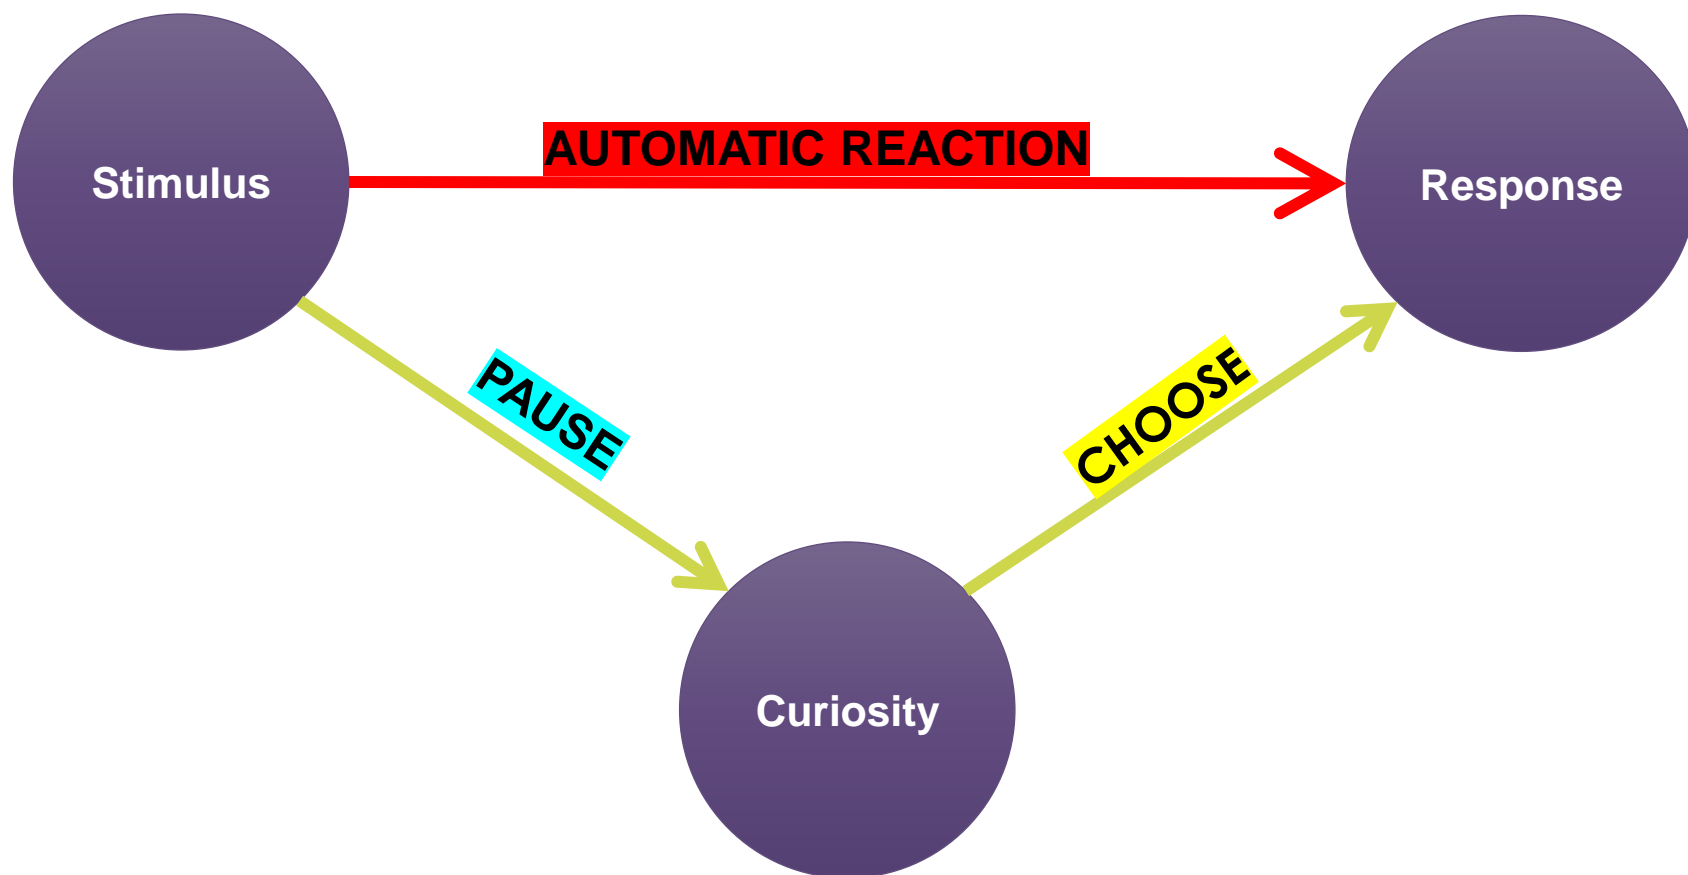 AUTOMATIC REACTION
Stimulus
Response
PAUSE
CHOOSE
Curiosity